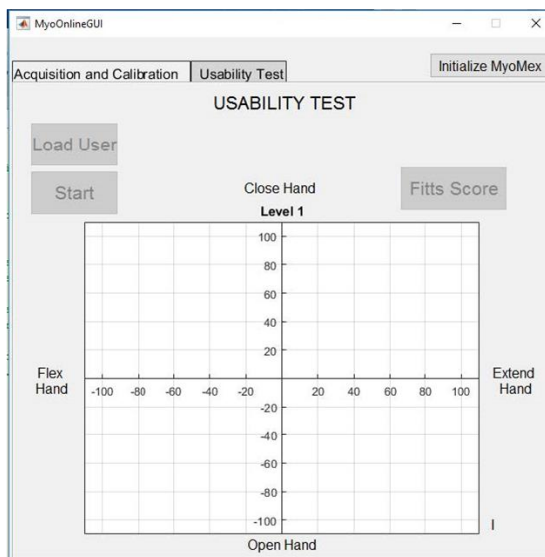 MyoOnlineGUI
Acquisition and Calibration
Usability Test
Initialize MyoMex
USABILITY TEST
Load User
Start
Close Hand
Fitts Score
Level 1
100
80
60
40
20
Flex
Hand
-100 -80 -60 -40 -20
20 40 60 80 100
Extend
Hand
-20
-40
-60
-80
-100
Open Hand